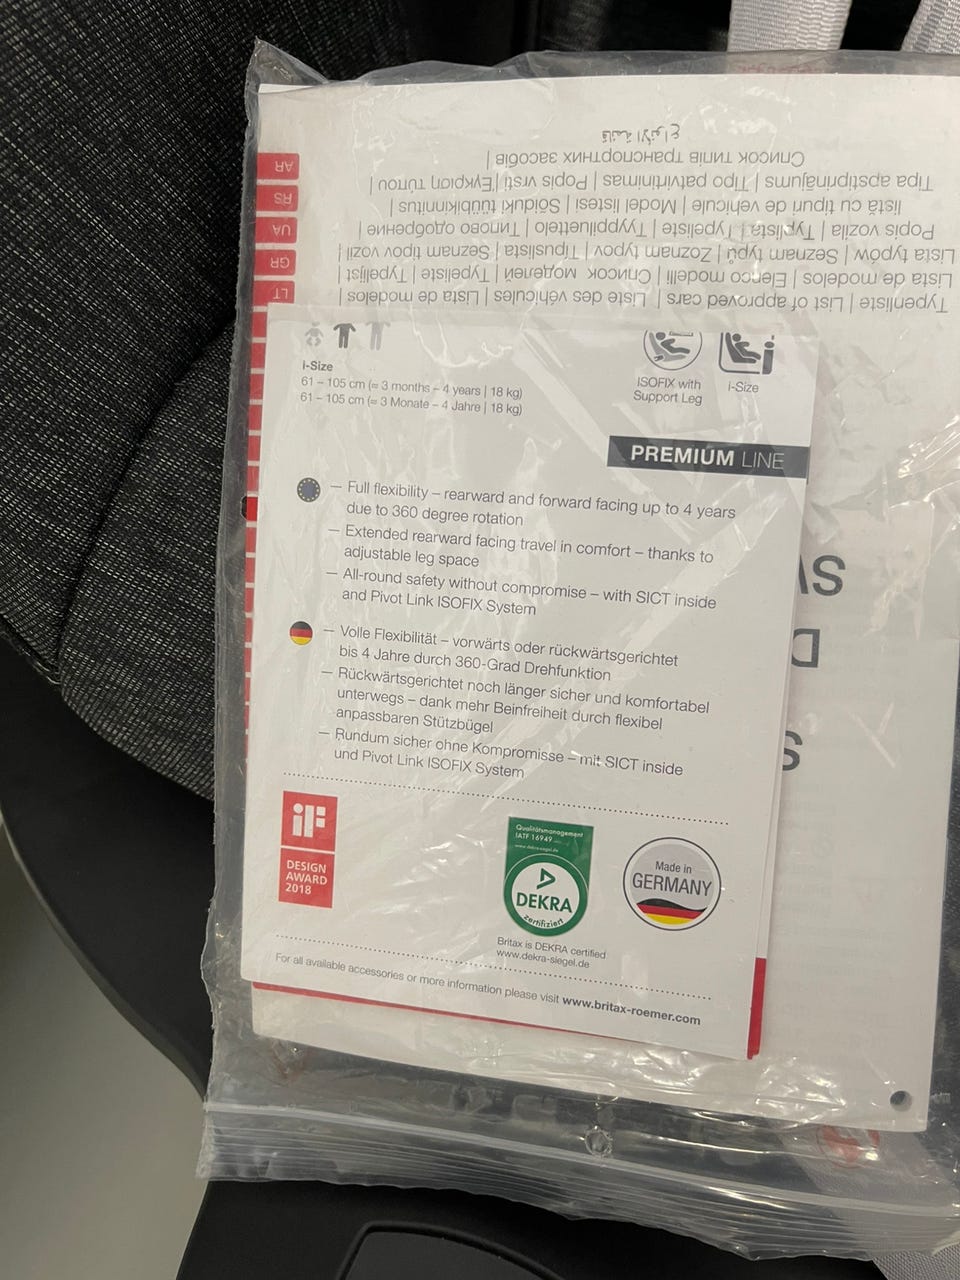 قائمة الأنواع
Список типів транспортних засобів |
Tipa apstiprinājums | Tipo patvirtinimas | Popis vrsti | Έγκριση τύπου |
listă cu tipuri de vehicule | Model listesi | Sõiduki tüübikinnitus |
Popis vozila | Typlista | Typeliste | Tyyppiluettelo | Типово одобрение |
Lista typów | Seznam typů | Zoznam typov | Típuslista | Seznam tipov vozil |
Lista de modelos | Elenco modelli | Список моделей | Typeliste | Typelijst |
Typenliste | List of approved cars | Liste des véhicules | Lista de modelos |
AR
RS
UA
GR
LT
i-Size
61 – 105 cm (≈ 3 months – 4 years | 18 kg)
61 – 105 cm (≈ 3 Monate – 4 Jahre | 18 kg)
ISOFIX with
Support Leg
i-Size
PREMIUM LINE
– Full flexibility – rearward and forward facing up to 4 years
due to 360 degree rotation
– Extended rearward facing travel in comfort – thanks to
adjustable leg space
– All-round safety without compromise – with SICT inside
and Pivot Link ISOFIX System
– Volle Flexibilität – vorwärts oder rückwärtsgerichtet
bis 4 Jahre durch 360-Grad Drehfunktion
– Rückwärtsgerichtet noch länger sicher und komfortabel
unterwegs – dank mehr Beinfreiheit durch flexibel
anpassbaren Stützbügel
– Rundum sicher ohne Kompromisse – mit SICT inside
und Pivot Link ISOFIX System
iF
DESIGN
AWARD
2018
Qualitätsmanagement
IATF 16949
www.dekra-siegel.de
DEKRA
zertifiziert
Made in
GERMANY
Britax is DEKRA certified
www.dekra-siegel.de
For all available accessories or more information please visit www.britax-roemer.com